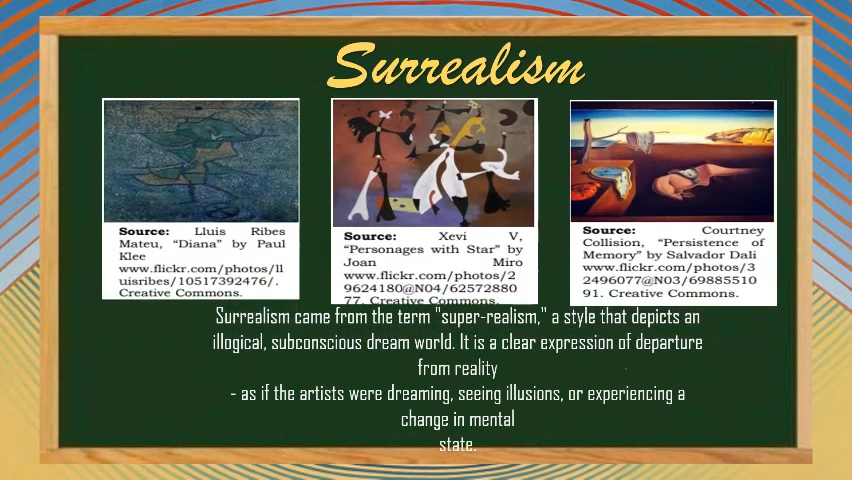 Surrealism
Source: Lluis Ribes
Mateu, "Diana" by Paul
Klee
www.flickr.com/photos/ll
uisribes/10517392476/.
Creative Commons.
Source: Xevi V,
"Personages with Star" by
Joan Miro
www.flickr.com/photos/2
9624180@N04/62572880
77. Creative Commons.
Source: Courtney
Collision, "Persistence of
Memory" by Salvador Dali
www.flickr.com/photos/3
2496077@N03/69885510
91. Creative Commons.
Surrealism came from the term "super-realism," a style that depicts an
illogical, subconscious dream world. It is a clear expression of departure
from reality
- as if the artists were dreaming, seeing illusions, or experiencing a
change in mental
state.